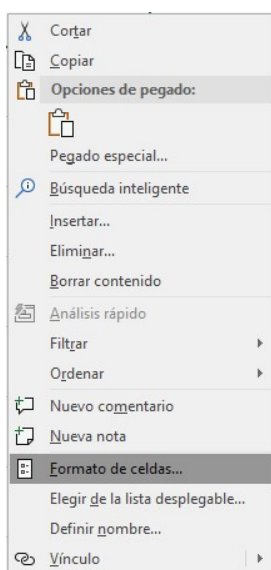 Cortar
Copiar
Opciones de pegado:
Pegado especial...
Búsqueda inteligente
Insertar...
Eliminar...
Borrar contenido
Análisis rápido
Filtrar
Ordenar
Nuevo comentario
Nueva nota
Formato de celdas...
Elegir de la lista desplegable...
Definir nombre...
Vínculo